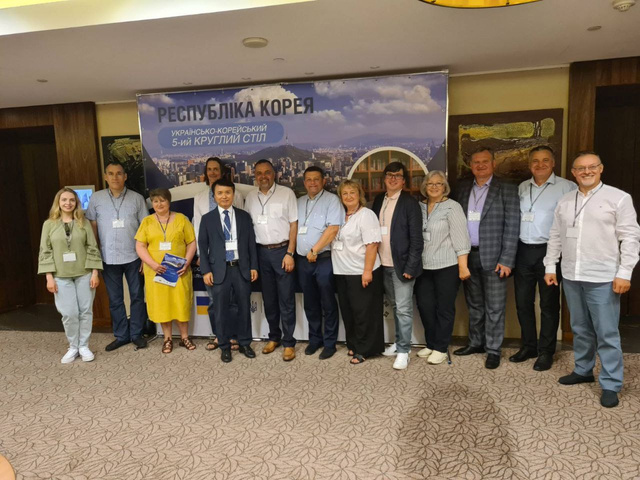 РЕСПУБЛІКА КОРЕЯ
УКРАЇНСЬКО-КОРЕЙСЬКИЙ
5-ий КРУГЛИЙ СТІЛ